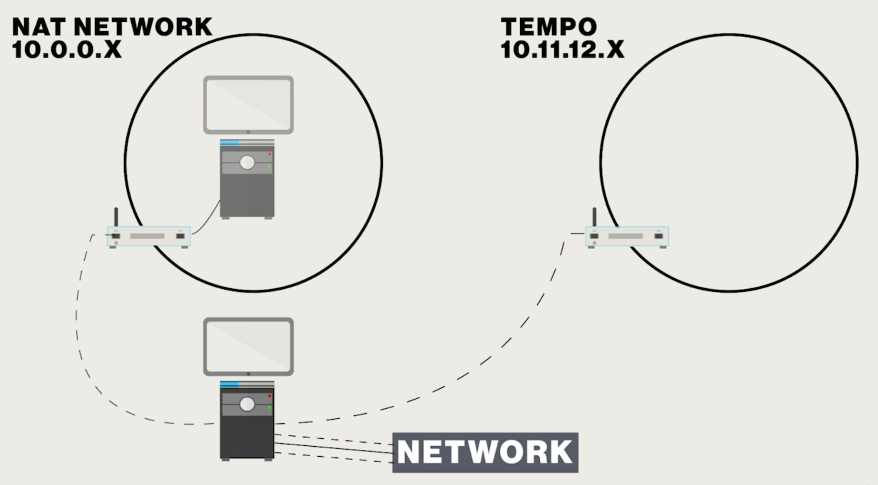 NAT NETWORK
10.0.0.X
TEMPO
10.11.12.X
NETWORK